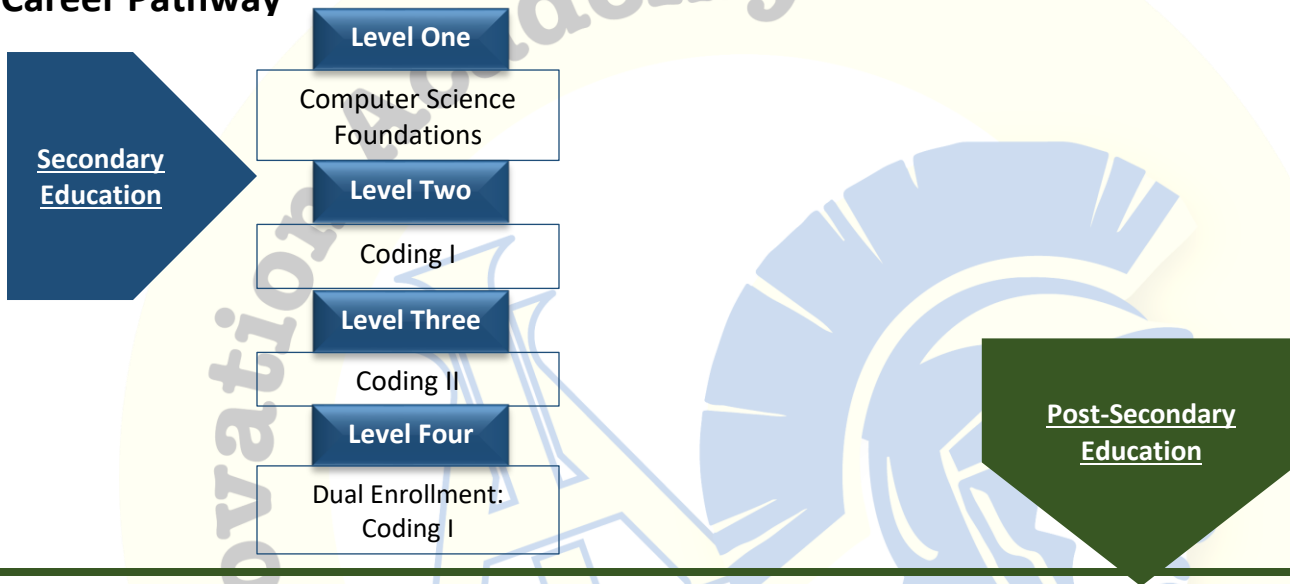 Career Pathway
Level One
Computer Science
Foundations
Secondary
Education
Level Two
Coding I
Level Three
Coding II
Level Four
Dual Enrollment:
Coding I
Post-Secondary
Education